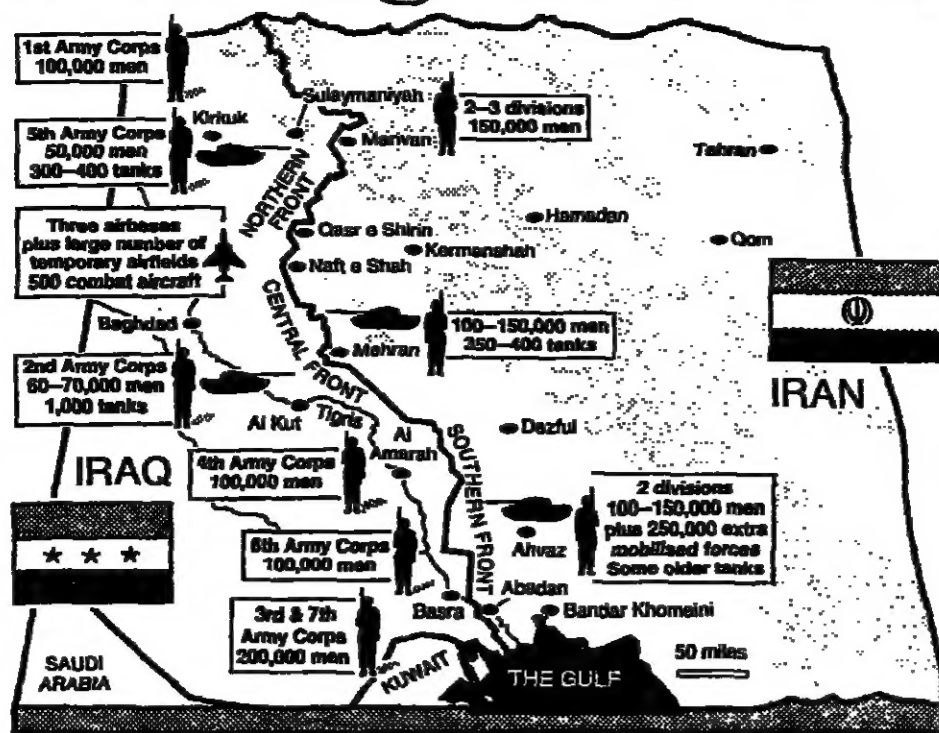 1st Army Corps
100,000 men
5th Army Corps
50,000 men
300–400 tanks
Three airbases
plus large number of
temporary airfields
500 combat aircraft
2nd Army Corps
60–70,000 men
1,000 tanks
4th Army Corps
100,000 men
6th Army Corps
100,000 men
3rd & 7th
Army Corps
200,000 men
2–3 divisions
150,000 men
100–150,000 men
tanks
2 divisions
100–150,000 men
plus 250,000 extra
mobilised forces
Some older tanks
Kirkuk
Sulaymaniyah
Marivan
Tehran
Hamadan
Qasr e Shirin
Kermanshah
Qom
Naft e Shah
Baghdad
Mehran
Al Kut
Tigris
Al
Amarah
Dezful
Ahvaz
Abadan
Basra
Bandar Khomeini
NORTHERN
FRONT
CENTRAL FRONT
SOUTHERN FRONT
IRAQ
IRAN
SAUDI
ARABIA
KUWAIT
THE GULF
50 miles